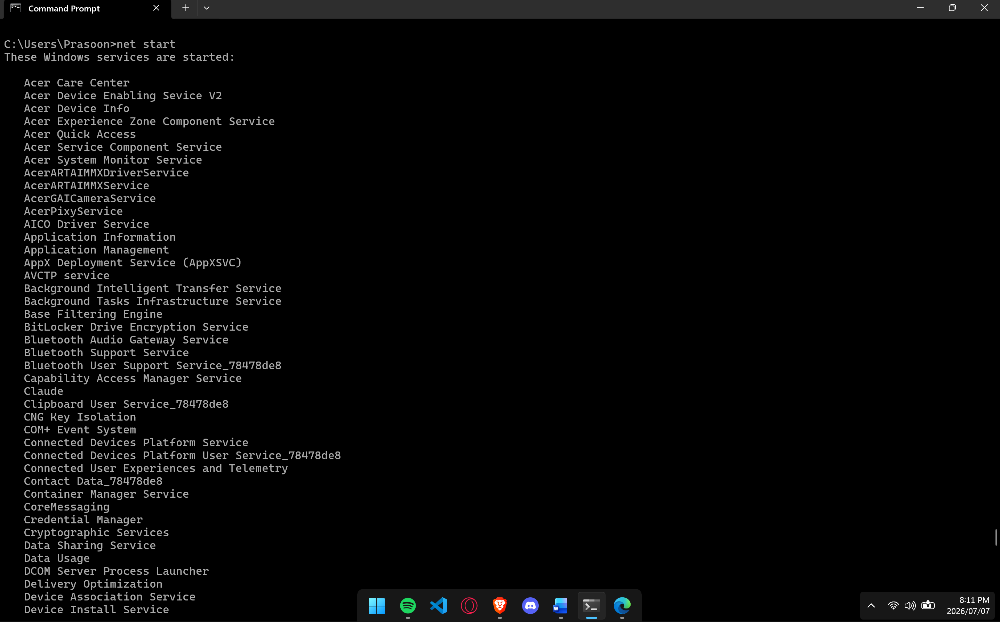 Command Prompt
C:\Users\Prasoon>net start
These Windows services are started:
Acer Care Center
Acer Device Enabling Sevice V2
Acer Device Info
Acer Experience Zone Component Service
Acer Quick Access
Acer Service Component Service
Acer System Monitor Service
AcerARTAIMMXDriverService
AcerARTAIMMXService
AcerGAICameraService
AcerPixyService
AICO Driver Service
Application Information
Application Management
AppX Deployment Service (AppXSVC)
AVCTP service
Background Intelligent Transfer Service
Background Tasks Infrastructure Service
Base Filtering Engine
BitLocker Drive Encryption Service
Bluetooth Audio Gateway Service
Bluetooth Support Service
Bluetooth User Support Service_78478de8
Capability Access Manager Service
Claude
Clipboard User Service_78478de8
CNG Key Isolation
COM+ Event System
Connected Devices Platform Service
Connected Devices Platform User Service_78478de8
Connected User Experiences and Telemetry
Contact Data_78478de8
Container Manager Service
CoreMessaging
Credential Manager
Cryptographic Services
Data Sharing Service
Data Usage
DCOM Server Process Launcher
Delivery Optimization
Device Association Service
Device Install Service
8:11 PM
2026/07/07